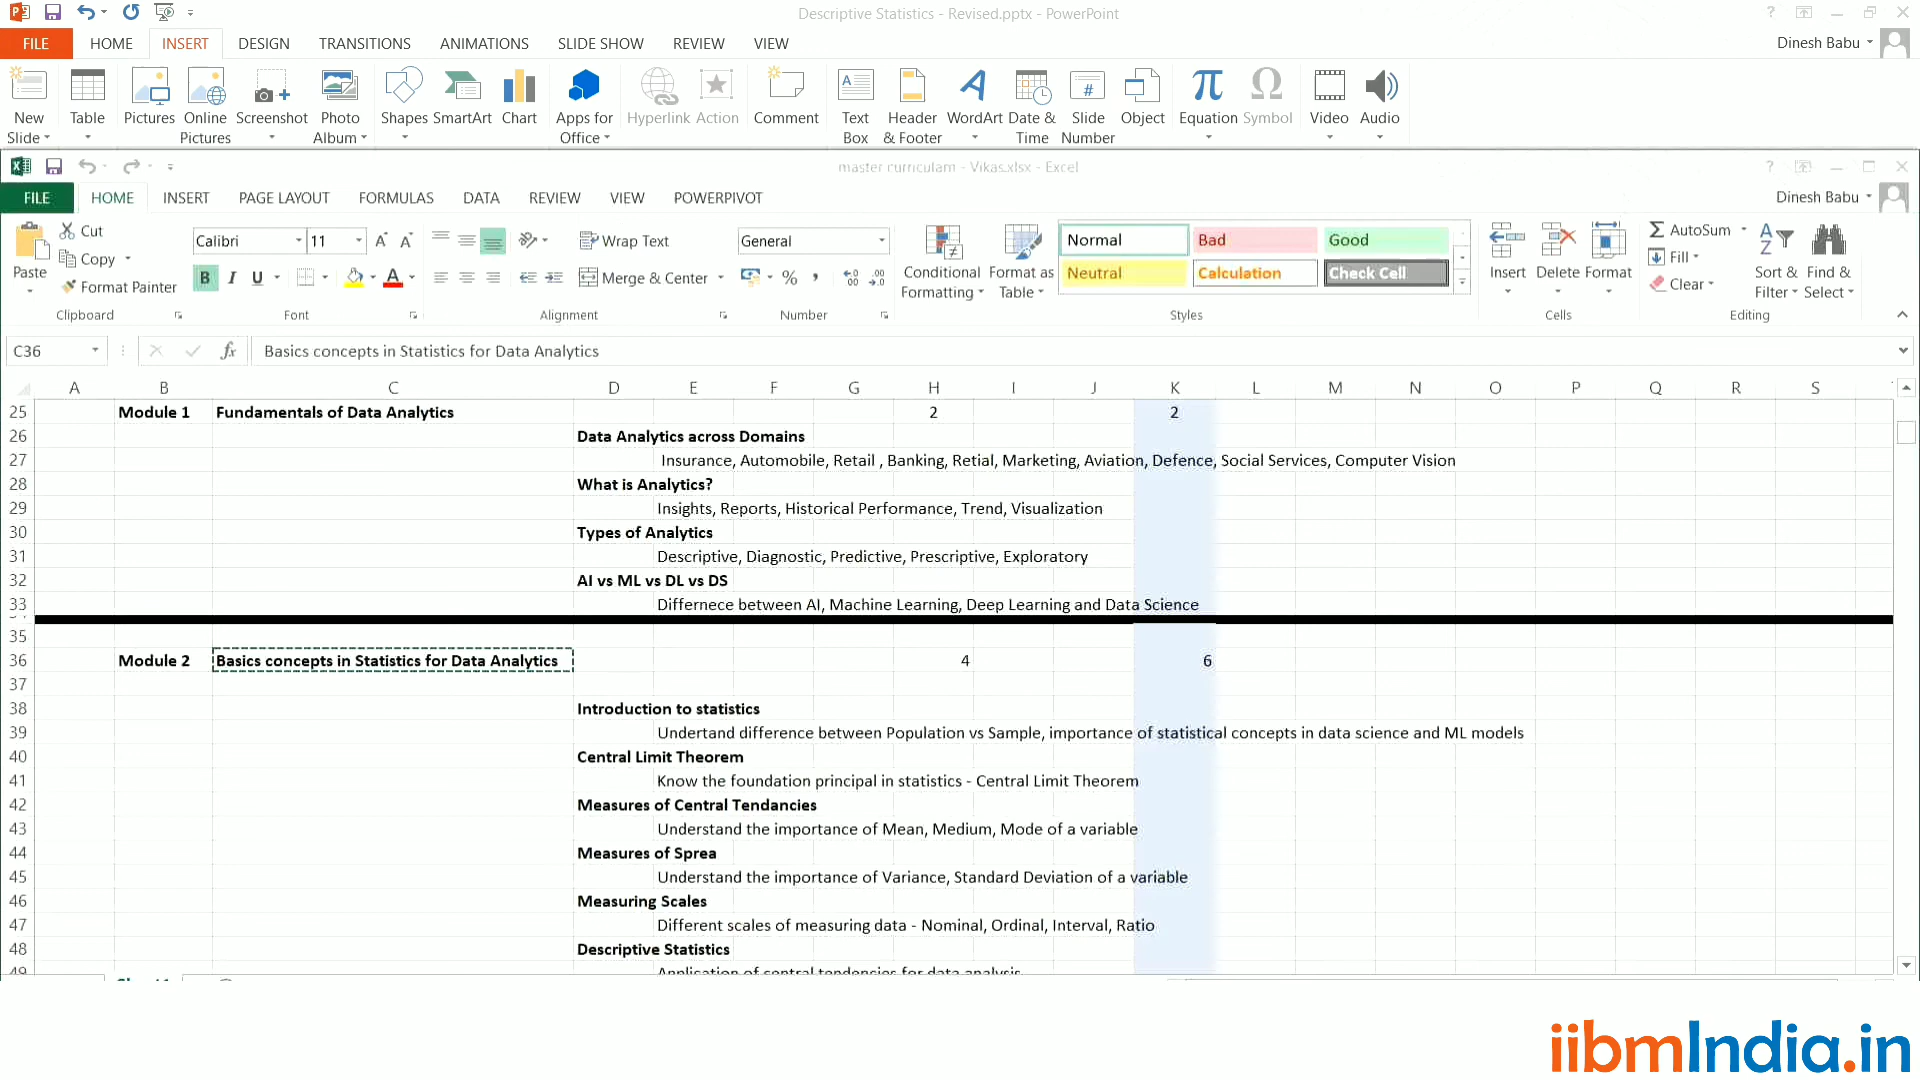 Descriptive Statistics - Revised.pptx - PowerPoint
FILE HOME INSERT DESIGN TRANSITIONS ANIMATIONS SLIDE SHOW REVIEW VIEW Dinesh Babu
New Slide Table Pictures Online Pictures Screenshot Photo Album Shapes SmartArt Chart Apps for Office Hyperlink Action Comment Text Box Header & Footer WordArt Date & Time Slide Number Object Equation Symbol Video Audio
master curriculam - Vikas.xlsx - Excel
FILE HOME INSERT PAGE LAYOUT FORMULAS DATA REVIEW VIEW POWERPIVOT Dinesh Babu
Paste Cut Copy Format Painter
Calibri 11 Wrap Text General
B I U A Merge & Center %
Conditional Formatting Format as Table
Normal Bad Good
Neutral Calculation Check Cell
Insert Delete Format
AutoSum Fill Clear Sort & Filter Find & Select
Clipboard Font Alignment Number Styles Cells Editing
C36 fx Basics concepts in Statistics for Data Analytics
A B C D E F G H I J K L M N O P Q R S
25 Module 1 Fundamentals of Data Analytics 2 2
26 Data Analytics across Domains
27 Insurance, Automobile, Retail , Banking, Retial, Marketing, Aviation, Defence, Social Services, Computer Vision
28 What is Analytics?
29 Insights, Reports, Historical Performance, Trend, Visualization
30 Types of Analytics
31 Descriptive, Diagnostic, Predictive, Prescriptive, Exploratory
32 AI vs ML vs DL vs DS
33 Differnece between AI, Machine Learning, Deep Learning and Data Science
35
36 Module 2 Basics concepts in Statistics for Data Analytics 4 6
37
38 Introduction to statistics
39 Undertand difference between Population vs Sample, importance of statistical concepts in data science and ML models
40 Central Limit Theorem
41 Know the foundation principal in statistics - Central Limit Theorem
42 Measures of Central Tendancies
43 Understand the importance of Mean, Medium, Mode of a variable
44 Measures of Sprea
45 Understand the importance of Variance, Standard Deviation of a variable
46 Measuring Scales
47 Different scales of measuring data - Nominal, Ordinal, Interval, Ratio
48 Descriptive Statistics
49 Application of central tendencies for data analysis
iibmIndia.in